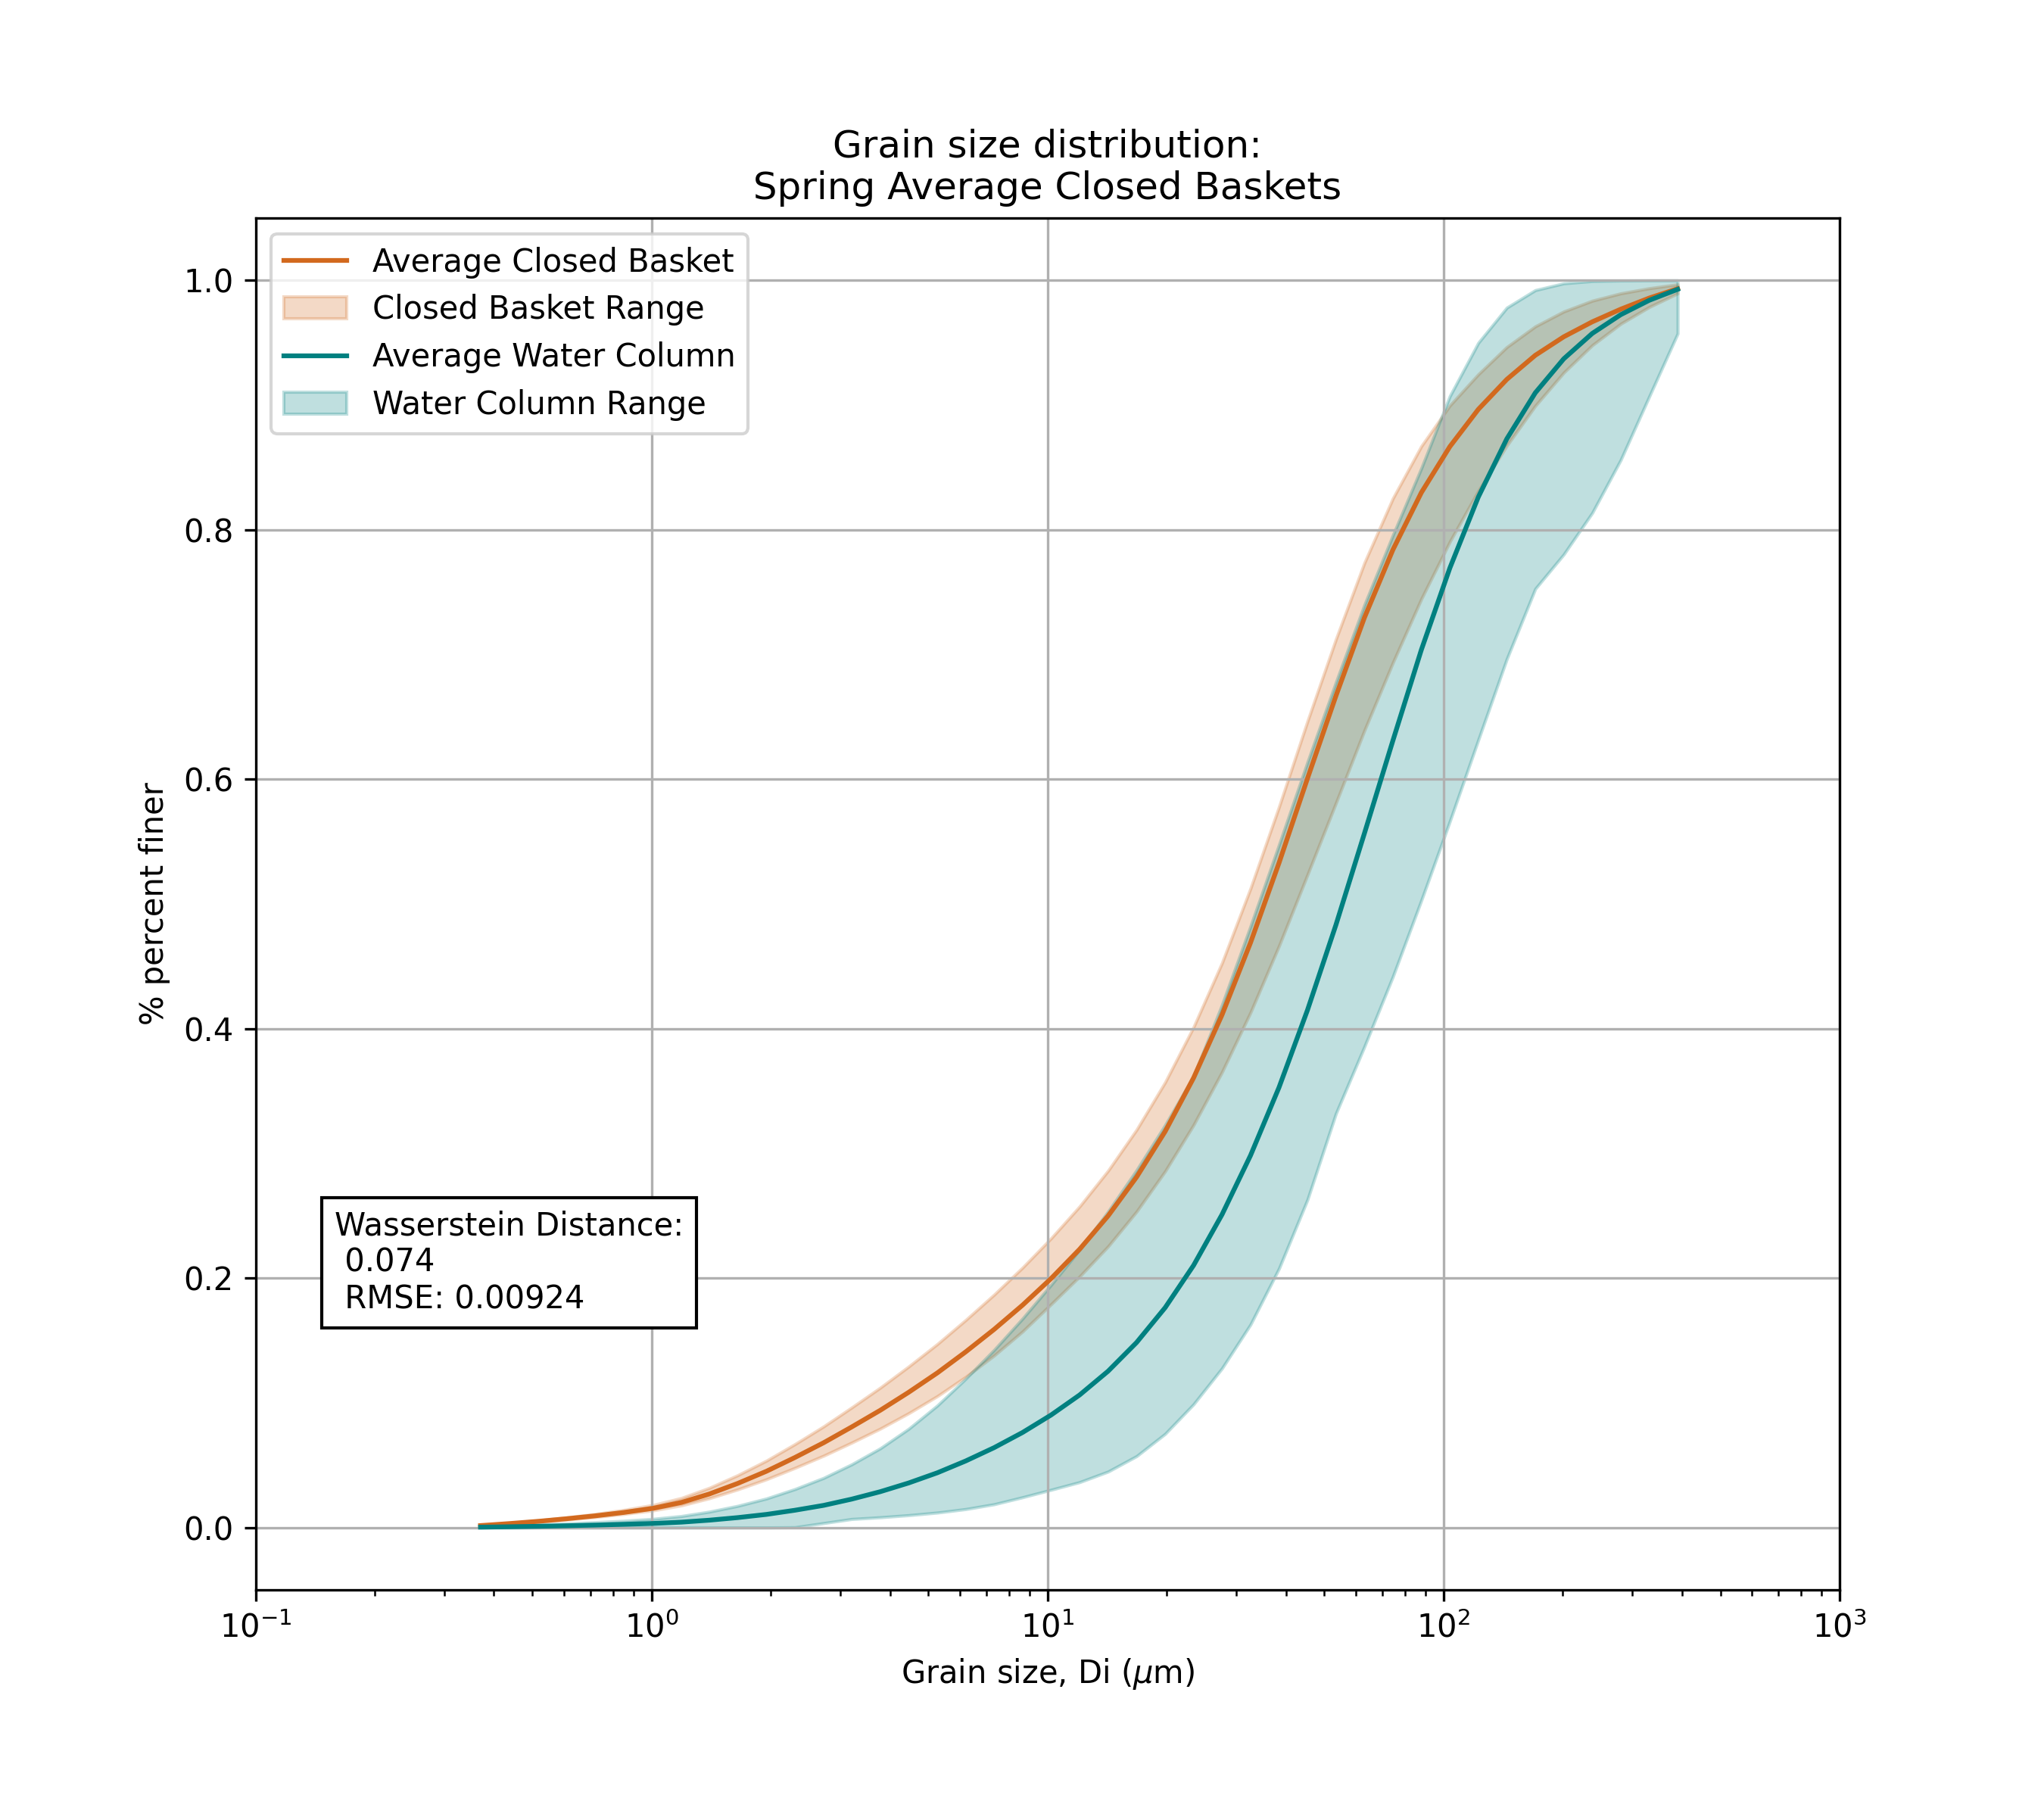 Grain size distribution:
Spring Average Closed Baskets
Average Closed Basket
Closed Basket Range
Average Water Column
Water Column Range
1.0
0.8
0.6
0.4
0.2
0.0
% percent finer
Wasserstein Distance:
0.074
RMSE: 0.00924
10⁻¹
10⁰
10¹
10²
10³
Grain size, Di (μm)